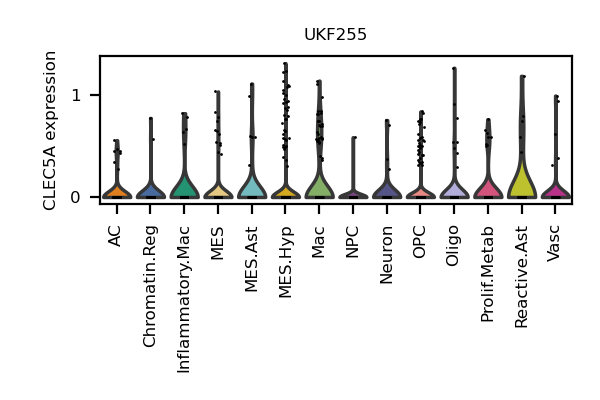 UKF255
CLEC5A expression
1
0
AC
Chromatin.Reg
Inflammatory.Mac
MES
MES.Ast
MES.Hyp
Mac
NPC
Neuron
OPC
Oligo
Prolif.Metab
Reactive.Ast
Vasc